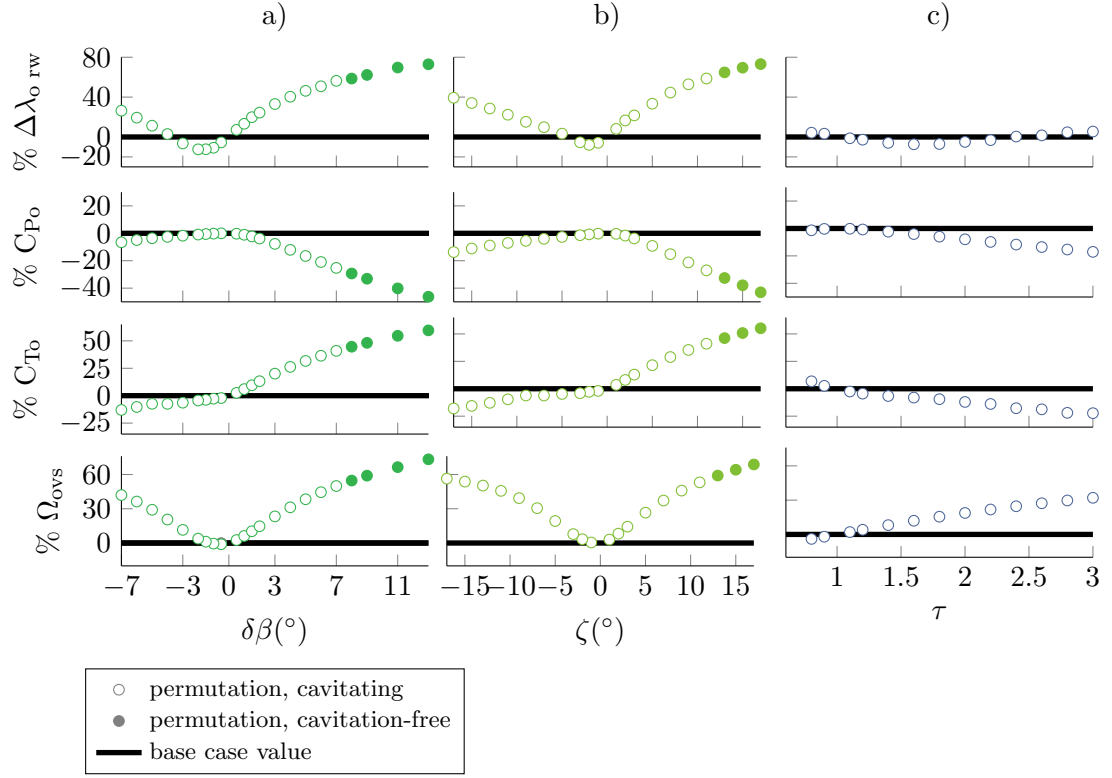 a) b) c)
% Δλo rw
80
40
0
−20
% CPo
20
0
−20
−40
% CTo
50
25
0
−25
% Ωovs
60
30
0
−7 −3 0 3 7 11
−15 −10 −5 0 5 10 15
1 1.5 2 2.5 3
δβ(°) ζ(°) τ
permutation, cavitating
permutation, cavitation-free
base case value